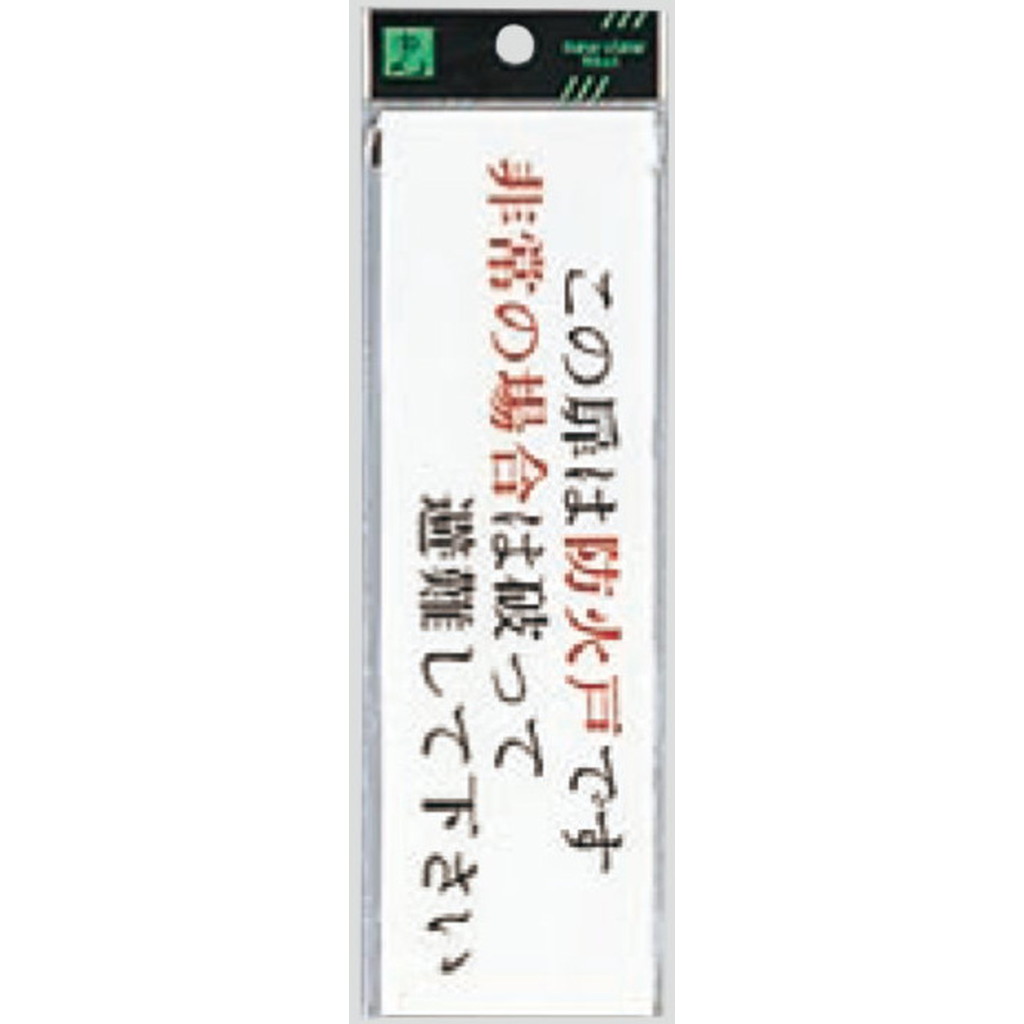 この扉は防火戸です
非常の場合は破って
避難して下さい